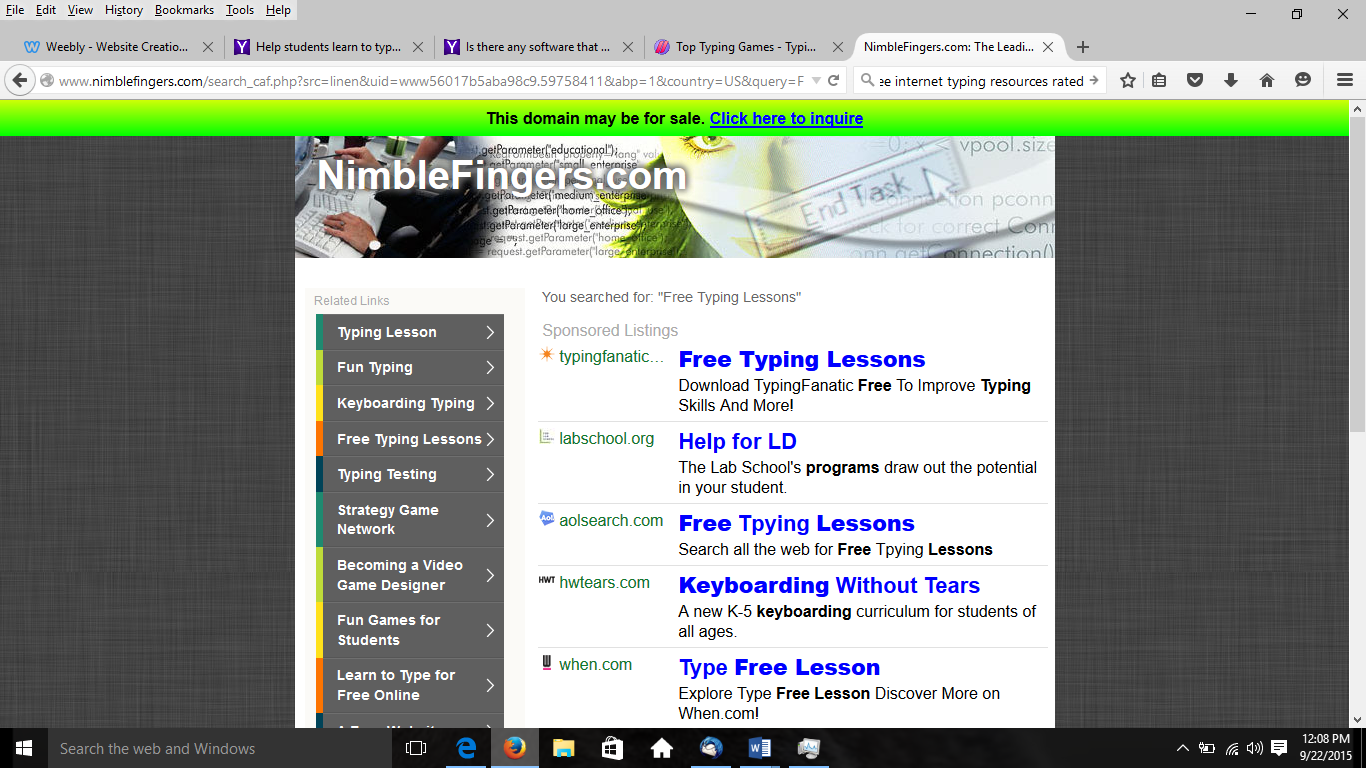 File Edit View History Bookmarks Tools Help
Weebly - Website Creatio...
Help students learn to typ...
Is there any software that ...
Top Typing Games - Typi...
NimbleFingers.com: The Leadi...
www.nimblefingers.com/search_caf.php?src=linen&uid=www56017b5aba98c9.59758411&abp=1&country=US&query=F
ee internet typing resources rated
This domain may be for sale. Click here to inquire
NimbleFingers.com
End Task
Related Links
Typing Lesson
Fun Typing
Keyboarding Typing
Free Typing Lessons
Typing Testing
Strategy Game
Network
Becoming a Video
Game Designer
Fun Games for
Students
Learn to Type for
Free Online
You searched for: "Free Typing Lessons"
Sponsored Listings
typingfanatic...
Free Typing Lessons
Download TypingFanatic Free To Improve Typing
Skills And More!
labschool.org
Help for LD
The Lab School's programs draw out the potential
in your student.
aolsearch.com
Free Tpying Lessons
Search all the web for Free Tpying Lessons
HWT hwtears.com
Keyboarding Without Tears
A new K-5 keyboarding curriculum for students of
all ages.
when.com
Type Free Lesson
Explore Type Free Lesson Discover More on
When.com!
Search the web and Windows
12:08 PM
9/22/2015